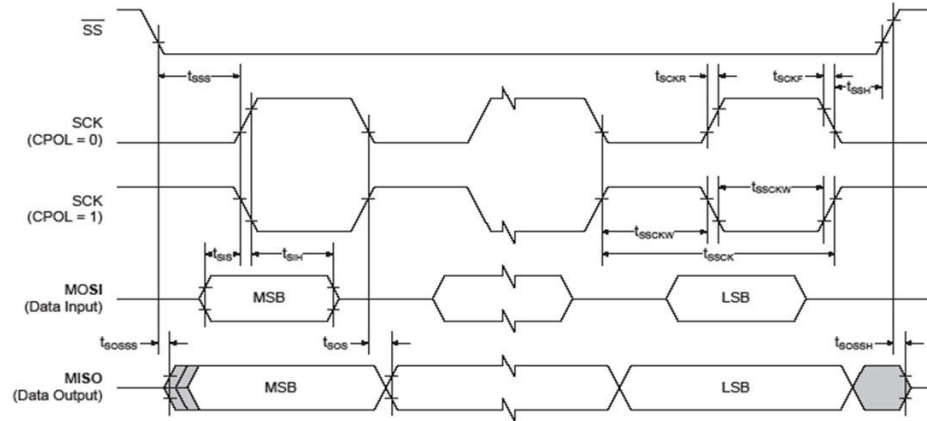 SS
tSSS
tSCKR
tSCKF
tSSH
SCK
(CPOL = 0)
SCK
(CPOL = 1)
tSSCKW
tSSCKW
tSSCK
tSIS
tSIH
MOSI
(Data Input)
MSB
LSB
tSOSSS
tSOS
tSOSSH
MISO
(Data Output)
MSB
LSB